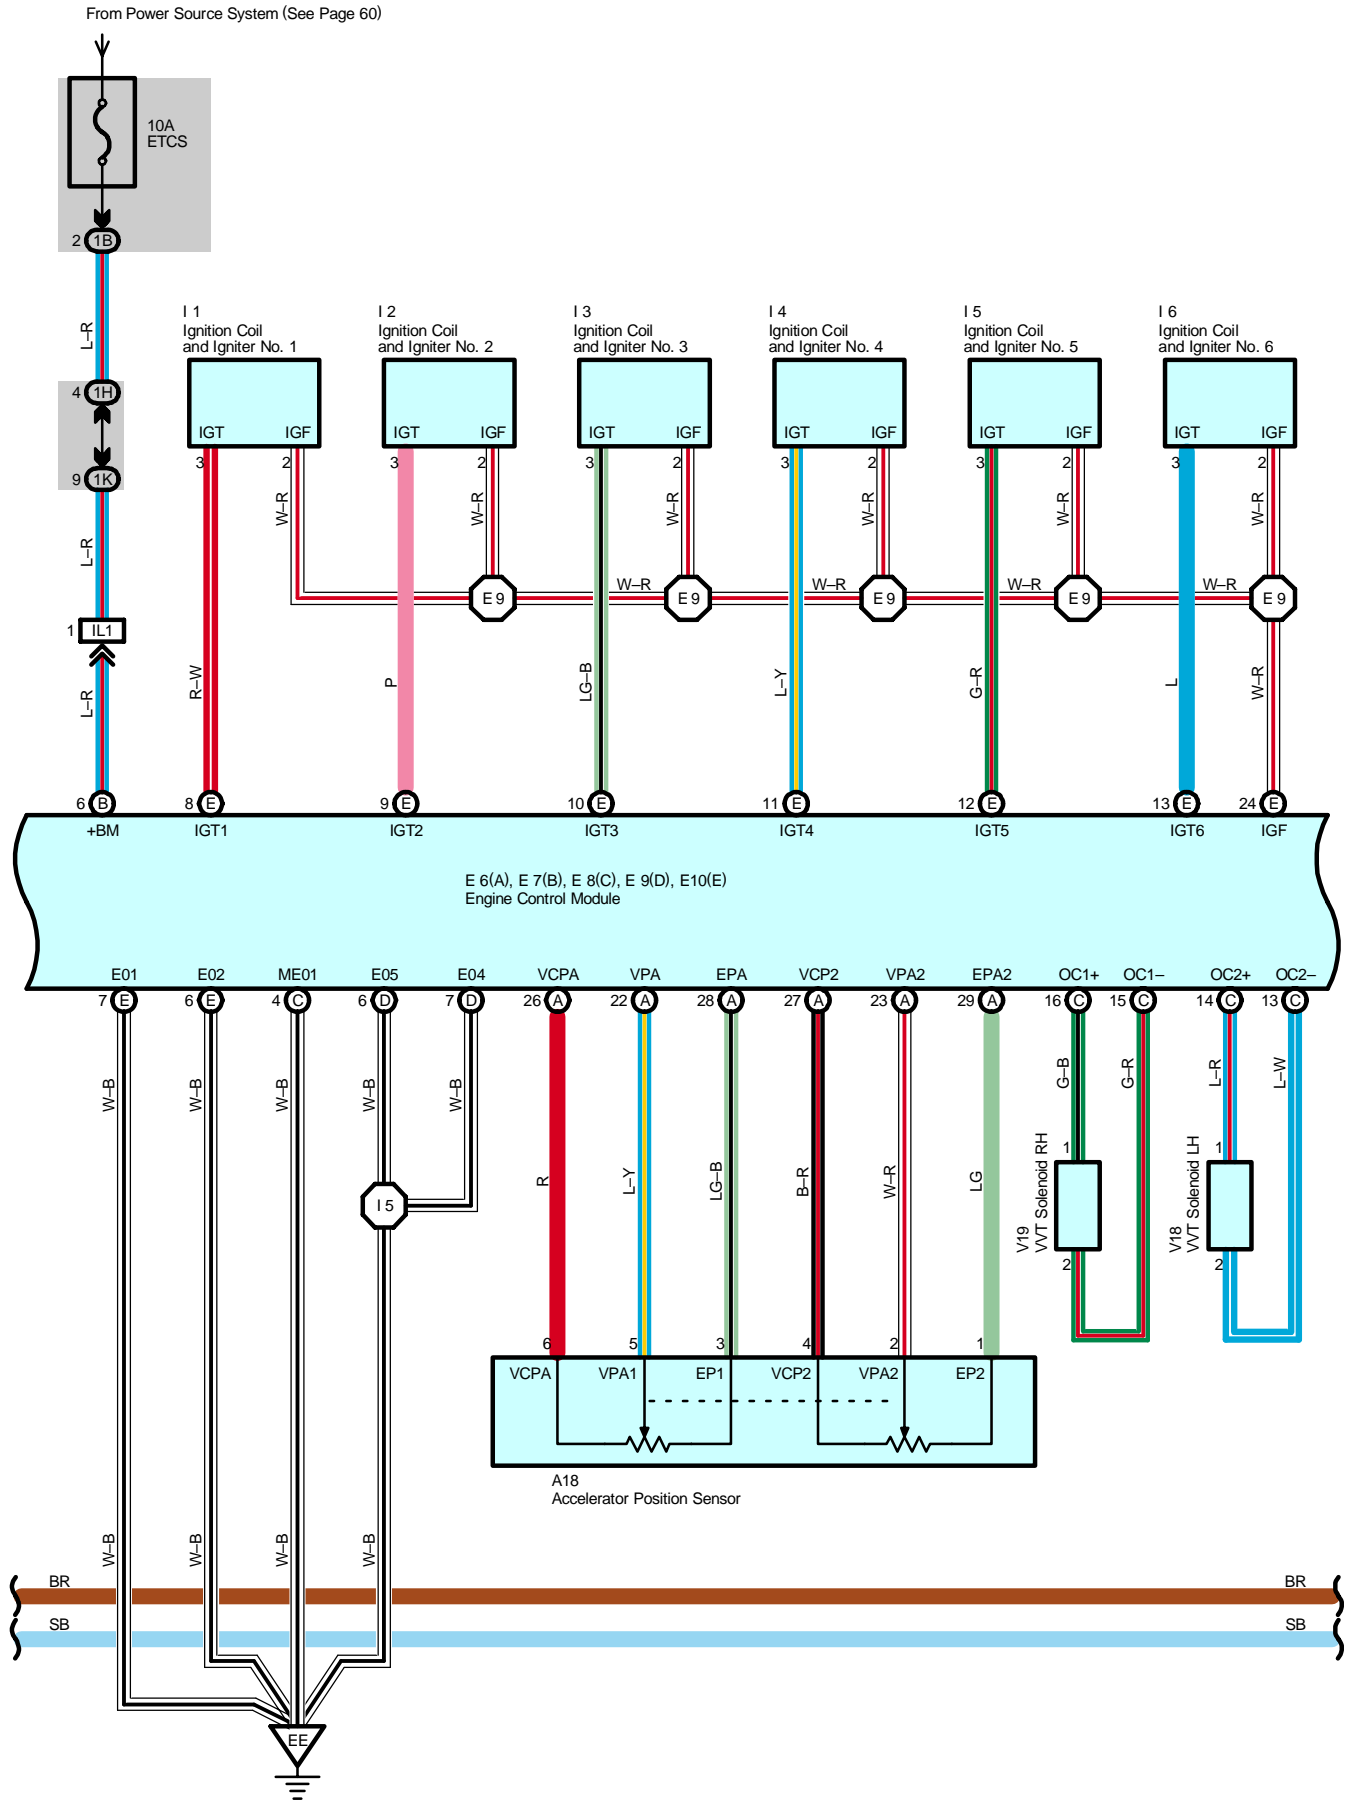 From Power Source System (See Page 60)
10A
ETCS
2 1B
L–R
4 1H
9 1K
L–R
1 IL1
L–R
I 1
Ignition Coil
and Igniter No. 1
I 2
Ignition Coil
and Igniter No. 2
I 3
Ignition Coil
and Igniter No. 3
I 4
Ignition Coil
and Igniter No. 4
I 5
Ignition Coil
and Igniter No. 5
I 6
Ignition Coil
and Igniter No. 6
IGT IGF IGT IGF IGT IGF IGT IGF IGT IGF IGT IGF
3 2 3 2 3 2 3 2 3 2 3 2
W–R W–R W–R W–R W–R W–R
W–R W–R W–R W–R
E 9 E 9 E 9 E 9 E 9
R–W P LG–B L–Y G–R L W–R
6 B 8 E 9 E 10 E 11 E 12 E 13 E 24 E
+BM IGT1 IGT2 IGT3 IGT4 IGT5 IGT6 IGF
E 6(A), E 7(B), E 8(C), E 9(D), E10(E)
Engine Control Module
E01 E02 ME01 E05 E04 VCPA VPA EPA VCP2 VPA2 EPA2 OC1+ OC1– OC2+ OC2–
7 E 6 E 4 C 6 D 7 D 26 A 22 A 28 A 27 A 23 A 29 A 16 C 15 C 14 C 13 C
W–B W–B W–B W–B W–B G–B G–R L–R L–W
R L–Y LG–B B–R W–R LG
I 5
1 1
V19
VVT Solenoid RH
V18
VVT Solenoid LH
2 2
6 5 3 4 2 1
VCPA VPA1 EP1 VCP2 VPA2 EP2
A18
Accelerator Position Sensor
W–B W–B W–B W–B
BR BR
SB SB
EE